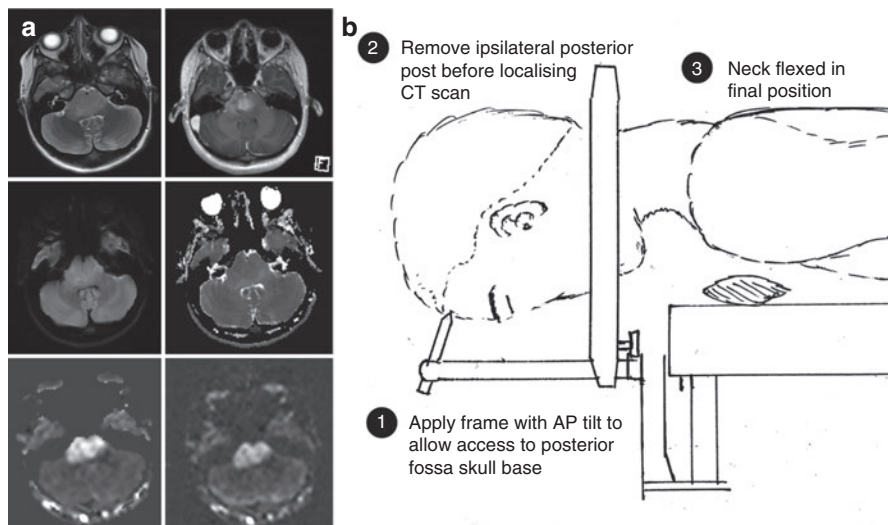 a
b
2 Remove ipsilateral posterior
post before localising
CT scan
3 Neck flexed in
final position
F
1 Apply frame with AP tilt to
allow access to posterior
fossa skull base